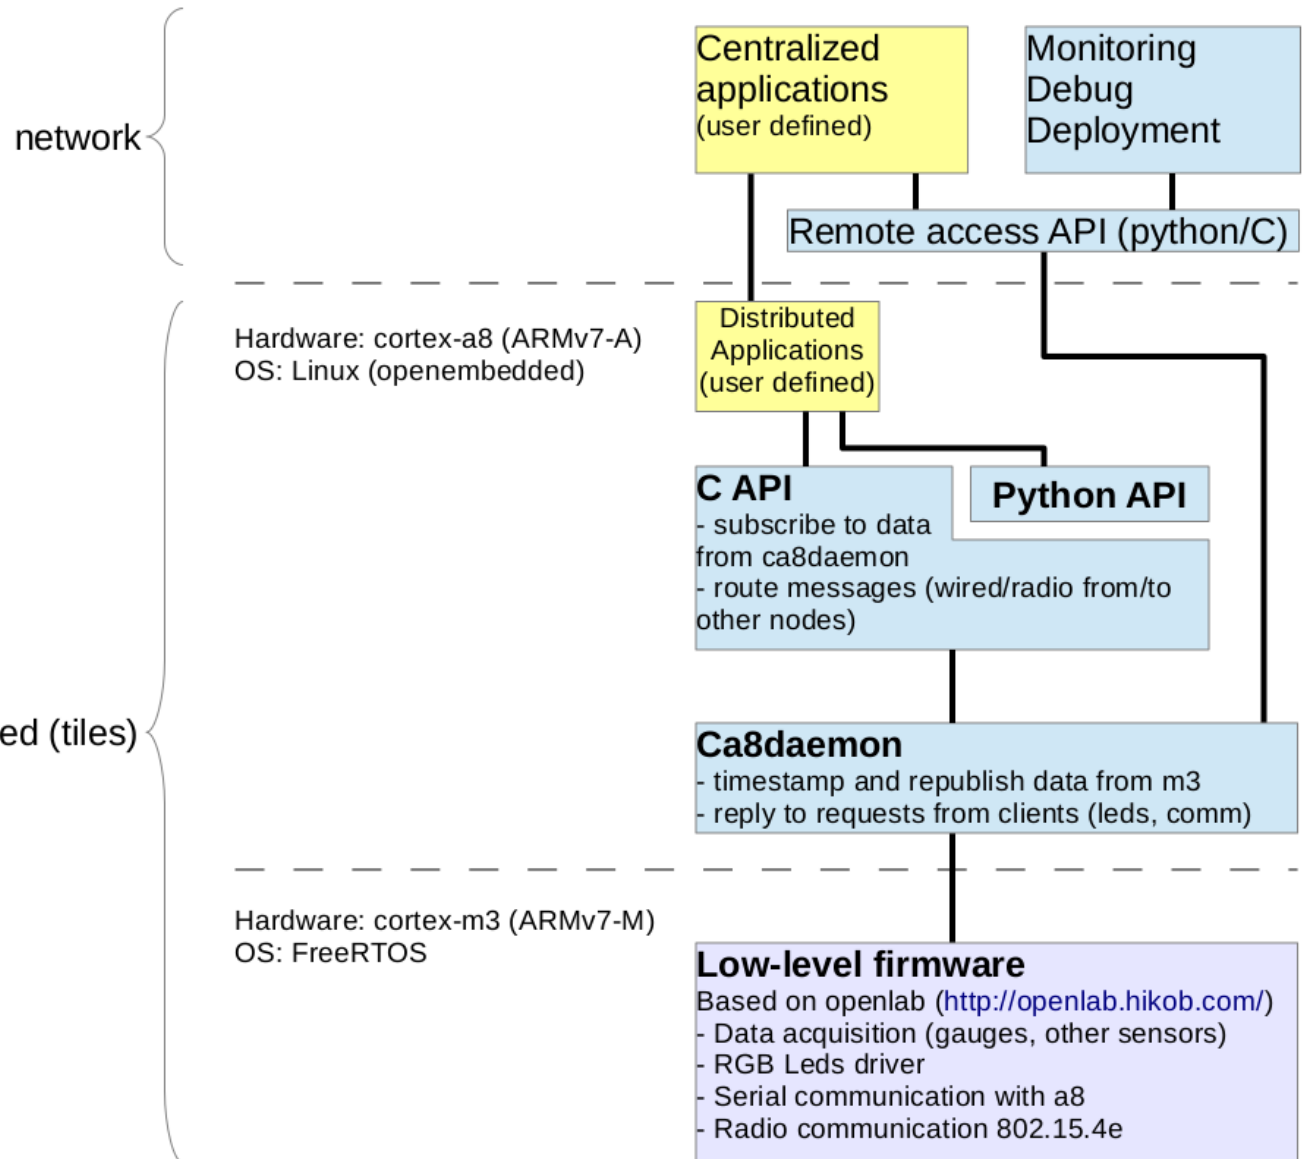 network
Centralized
applications
(user defined)
Monitoring
Debug
Deployment
Remote access API (python/C)
Hardware: cortex-a8 (ARMv7-A)
OS: Linux (openembedded)
Distributed
Applications
(user defined)
C API
- subscribe to data
from ca8daemon
- route messages (wired/radio from/to
other nodes)
Python API
ed (tiles)
Ca8daemon
- timestamp and republish data from m3
- reply to requests from clients (leds, comm)
Hardware: cortex-m3 (ARMv7-M)
OS: FreeRTOS
Low-level firmware
Based on openlab (http://openlab.hikob.com/)
- Data acquisition (gauges, other sensors)
- RGB Leds driver
- Serial communication with a8
- Radio communication 802.15.4e